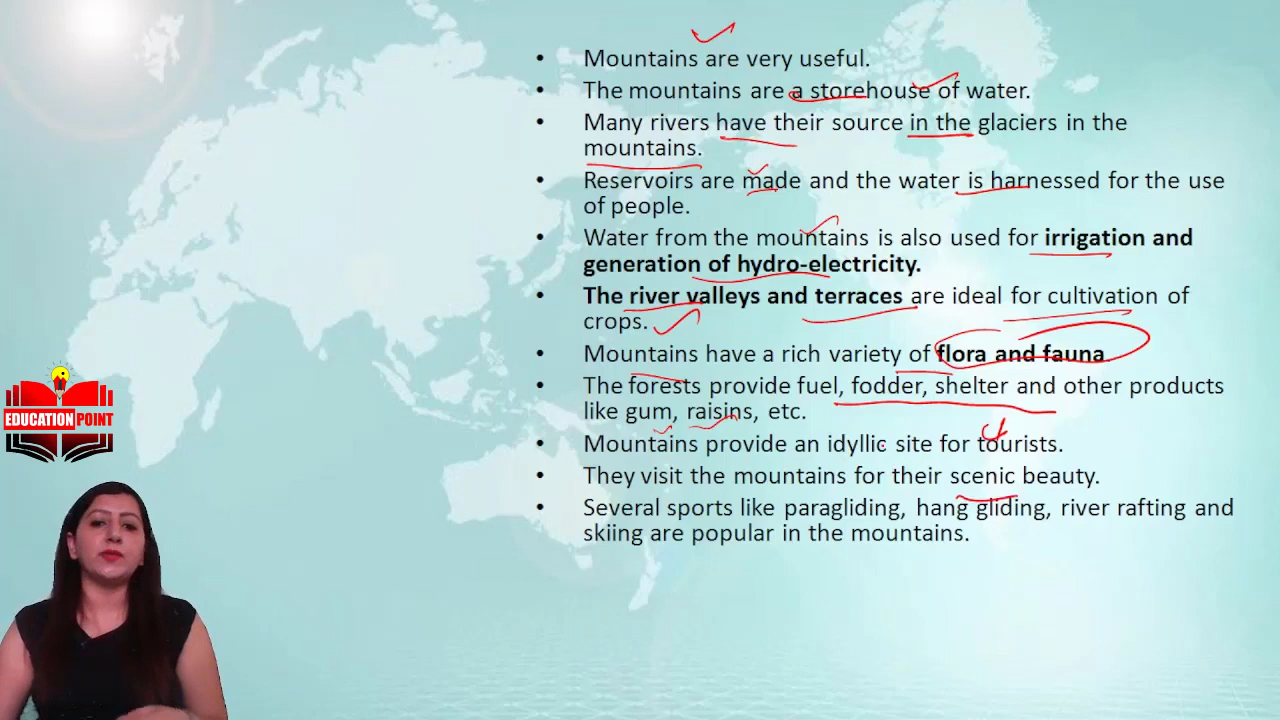 • Mountains are very useful.
• The mountains are a storehouse of water.
• Many rivers have their source in the glaciers in the
mountains.
• Reservoirs are made and the water is harnessed for the use
of people.
• Water from the mountains is also used for irrigation and
generation of hydro-electricity.
• The river valleys and terraces are ideal for cultivation of
crops.
• Mountains have a rich variety of flora and fauna
• The forests provide fuel, fodder, shelter and other products
like gum, raisins, etc.
• Mountains provide an idyllic site for tourists.
• They visit the mountains for their scenic beauty.
• Several sports like paragliding, hang gliding, river rafting and
skiing are popular in the mountains.
EDUCATION POINT